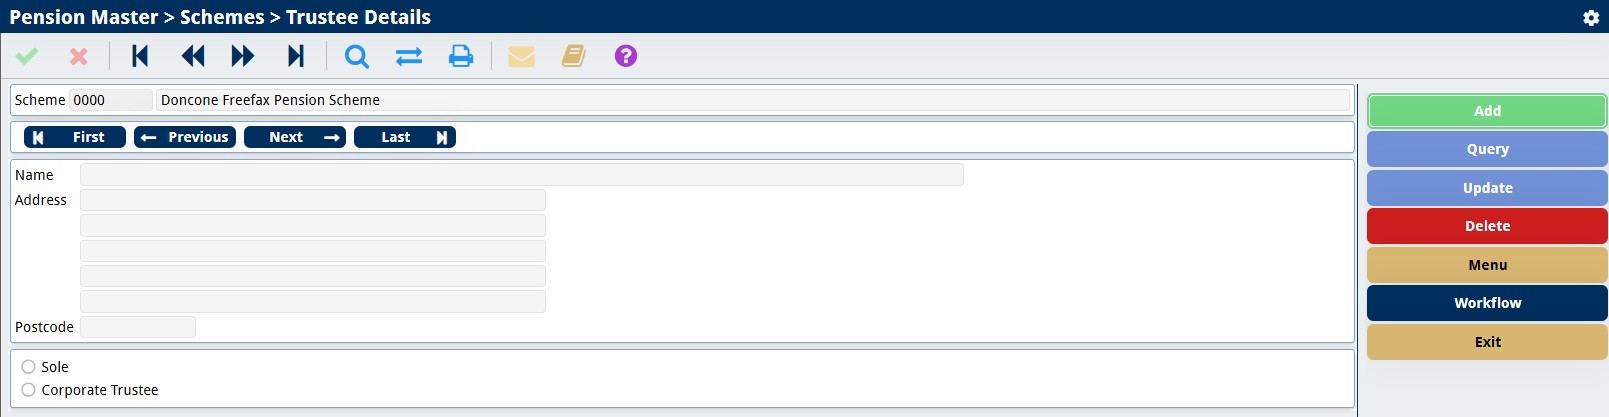 Pension Master > Schemes > Trustee Details
?
Scheme 0000 Doncone Freefax Pension Scheme
First Previous Next Last
Name
Address
Postcode
Sole
Corporate Trustee
Add
Query
Update
Delete
Menu
Workflow
Exit